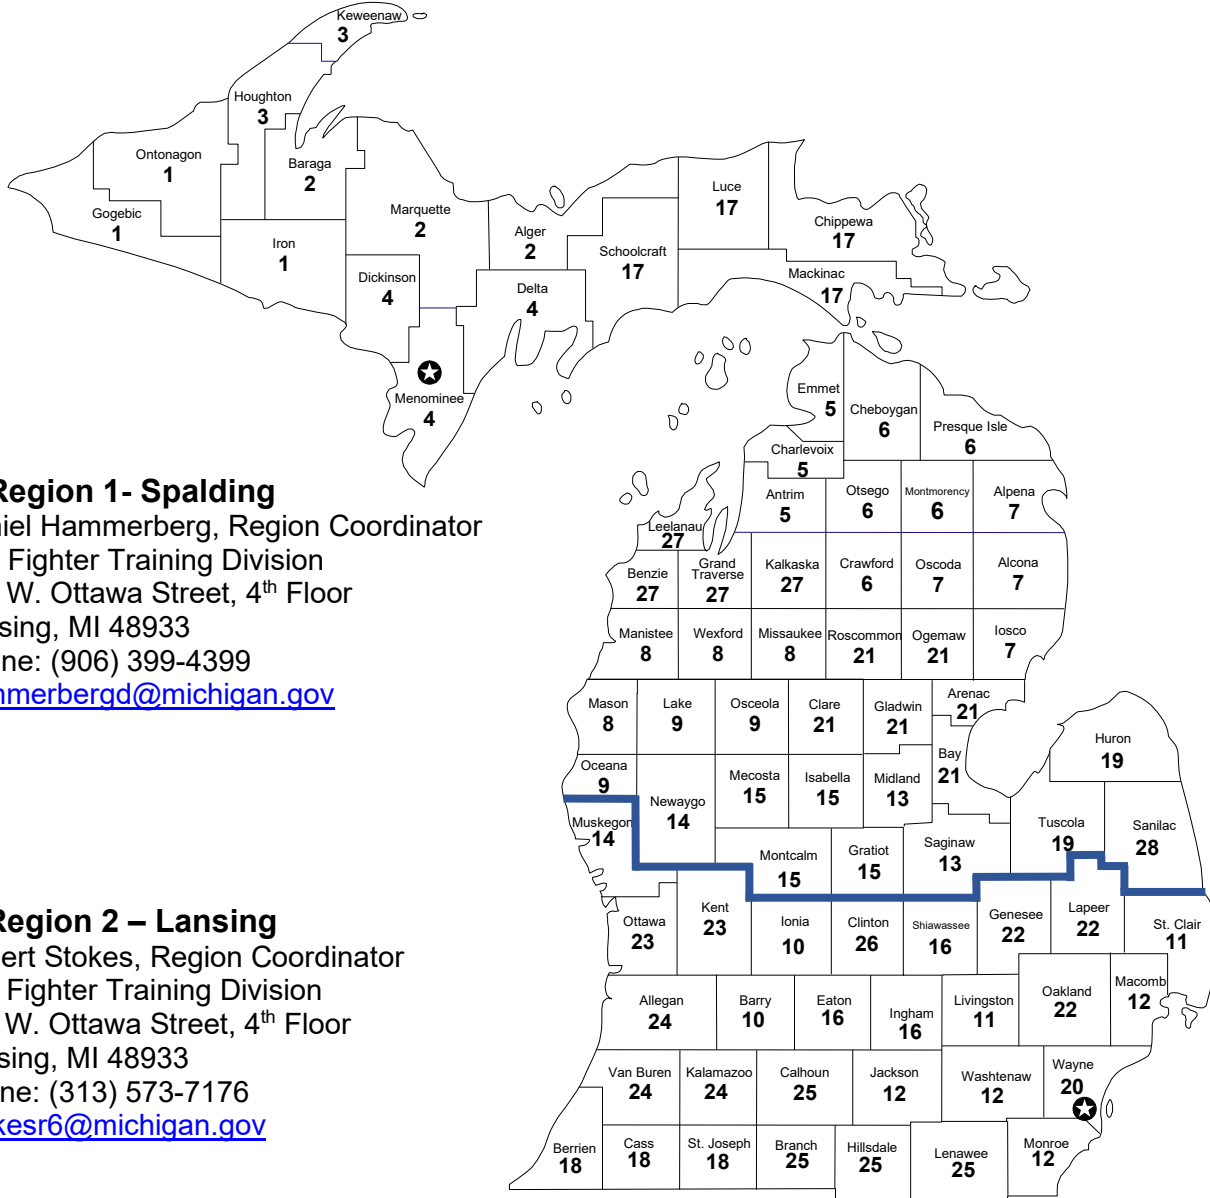 Keweenaw
3
Houghton
3
Ontonagon
1
Baraga
2
Gogebic
1
Iron
1
Marquette
2
Alger
2
Dickinson
4
Delta
4
Schoolcraft
17
Luce
17
Chippewa
17
Mackinac
17
Menominee
4
Emmet
5
Cheboygan
6
Presque Isle
6
Charlevoix
5
Antrim
5
Otsego
6
Montmorency
6
Alpena
7
Leelanau
27
Benzie
27
Grand
Traverse
27
Kalkaska
27
Crawford
6
Oscoda
7
Alcona
7
Manistee
8
Wexford
8
Missaukee
8
Roscommon
21
Ogemaw
21
Iosco
7
Mason
8
Lake
9
Osceola
9
Clare
21
Gladwin
21
Arenac
21
Oceana
9
Newaygo
14
Mecosta
15
Isabella
15
Midland
13
Bay
21
Huron
19
Muskegon
14
Montcalm
15
Gratiot
15
Saginaw
13
Tuscola
19
Sanilac
28
Ottawa
23
Kent
23
Ionia
10
Clinton
26
Shiawassee
16
Genesee
22
Lapeer
22
St. Clair
11
Allegan
24
Barry
10
Eaton
16
Ingham
16
Livingston
11
Oakland
22
Macomb
12
Van Buren
24
Kalamazoo
24
Calhoun
25
Jackson
12
Washtenaw
12
Wayne
20
Berrien
18
Cass
18
St. Joseph
18
Branch
25
Hillsdale
25
Lenawee
25
Monroe
12
Region 1- Spalding
niel Hammerberg, Region Coordinator
Fighter Training Division
W. Ottawa Street, 4th Floor
sing, MI 48933
ne: (906) 399-4399
mmerbergd@michigan.gov
Region 2 – Lansing
ert Stokes, Region Coordinator
Fighter Training Division
W. Ottawa Street, 4th Floor
sing, MI 48933
ne: (313) 573-7176
kesr6@michigan.gov